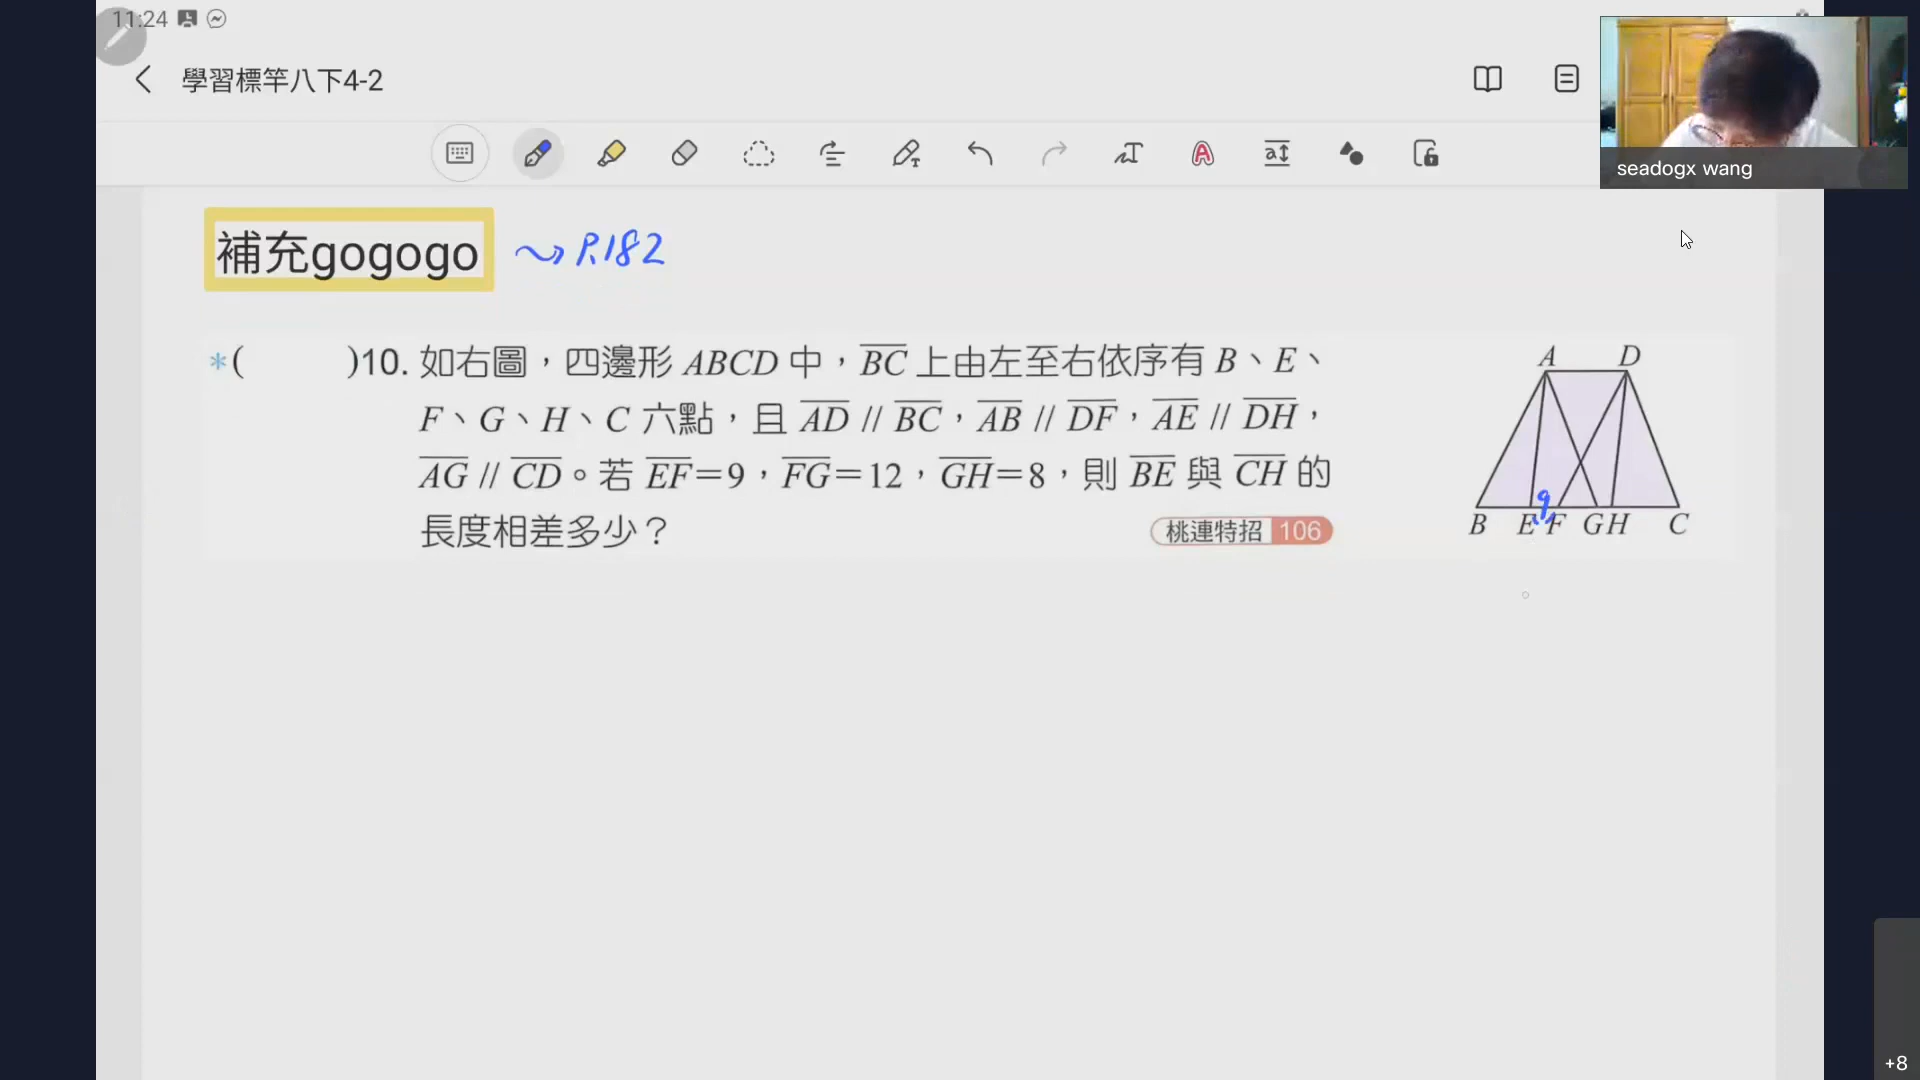 11:24
學習標竿八下4-2
seadogx wang
補充gogogo P.182
*( )10. 如右圖，四邊形 ABCD 中，BC 上由左至右依序有 B、E、
F、G、H、C 六點，且 AD // BC，AB // DF，AE // DH，
AG // CD。若 EF=9，FG=12，GH=8，則 BE 與 CH 的
長度相差多少？
桃連特招 106
A D
9
B E F G H C
+8